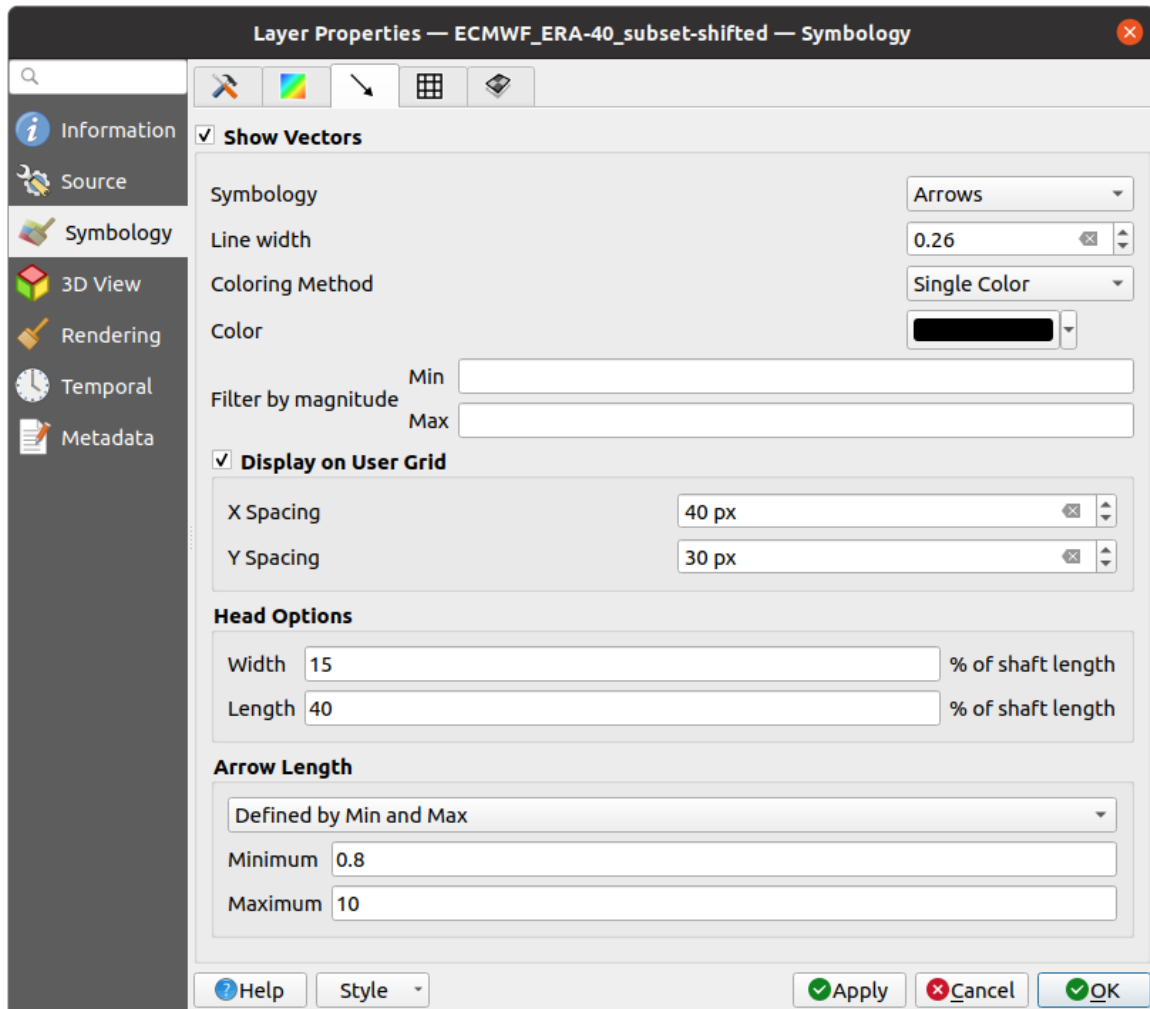 Layer Properties — ECMWF_ERA-40_subset-shifted — Symbology
Information
Source
Symbology
3D View
Rendering
Temporal
Metadata
Show Vectors
Symbology Arrows
Line width 0.26
Coloring Method Single Color
Color
Filter by magnitude
Min
Max
Display on User Grid
X Spacing 40 px
Y Spacing 30 px
Head Options
Width 15 % of shaft length
Length 40 % of shaft length
Arrow Length
Defined by Min and Max
Minimum 0.8
Maximum 10
Help Style Apply Cancel OK